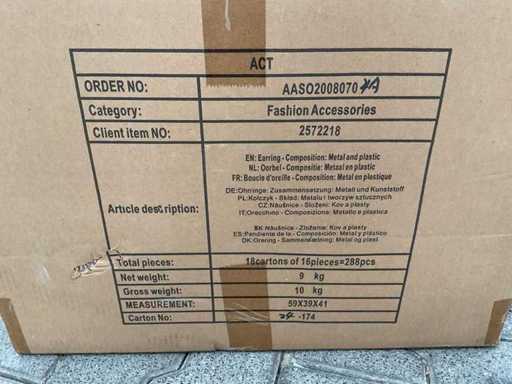 ACT
ORDER NO: AASO2008070
Category: Fashion Accessories
Client item NO: 2572218
Article description:
EN: Earring - Composition: Metal and plastic
NL: Oorbel - Compositie: Metaal en plastic
FR: Boucle d'oreille - Composition: Metal en plastique
DE: Ohrringe: Zusammensetzung: Metall und Kunststoff
PL: Kolczyk - Skład: Metalu i tworzyw sztucznych
CZ: Náušnice - Složení: Kov a plasty
IT: Orecchino - Composizione: Metallo e plastica
SK Náušnice - Zloženie: Kov a plasty
ES: Pendiente de la - Composición: Metal y plástico
DK: Orering - Sammensætning: Metal og plast
Total pieces: 18cartons of 16pieces=288pcs
Net weight: 9 kg
Gross weight: 10 kg
MEASUREMENT: 59X39X41
Carton No: -174